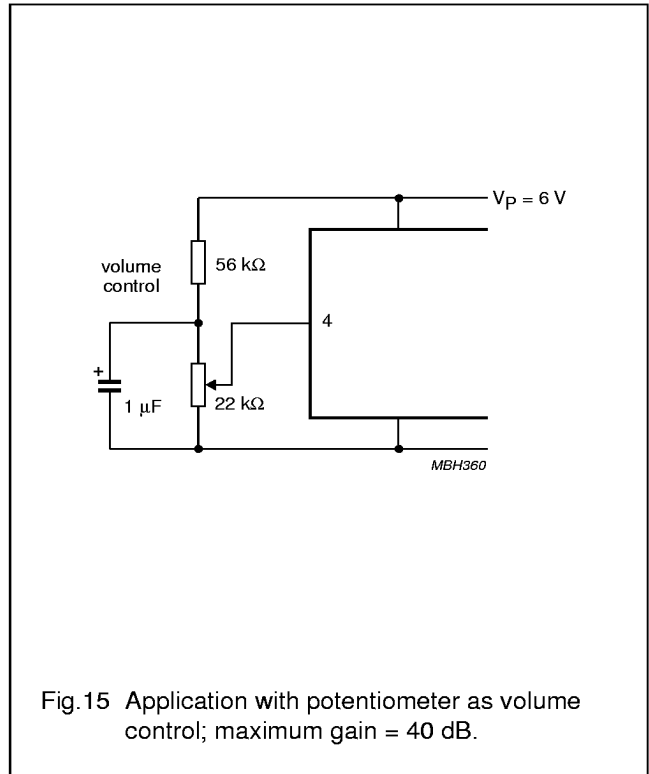 VP = 6 V
volume
control
56 kΩ
4
+
1 μF
22 kΩ
MBH360
Fig.15 Application with potentiometer as volume
control; maximum gain = 40 dB.